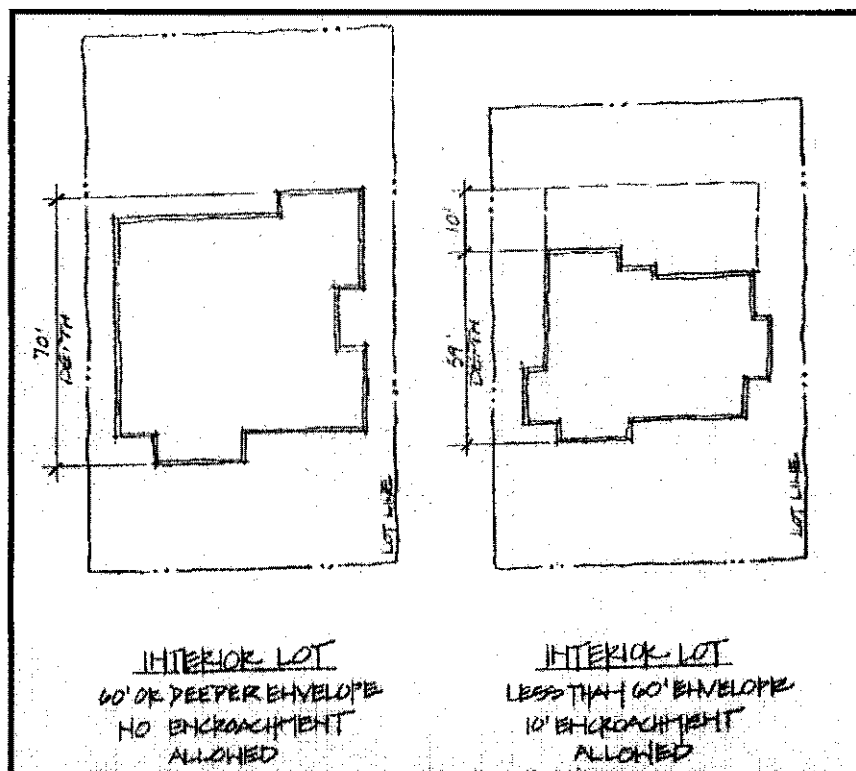 70'
DEPTH
LOT LINE
10'
59'
DEPTH
LOT LINE
INTERIOR LOT
60' OR DEEPER ENVELOPE
NO ENCROACHMENT
ALLOWED
INTERIOR LOT
LESS THAN 60' ENVELOPE
10' ENCROACHMENT
ALLOWED